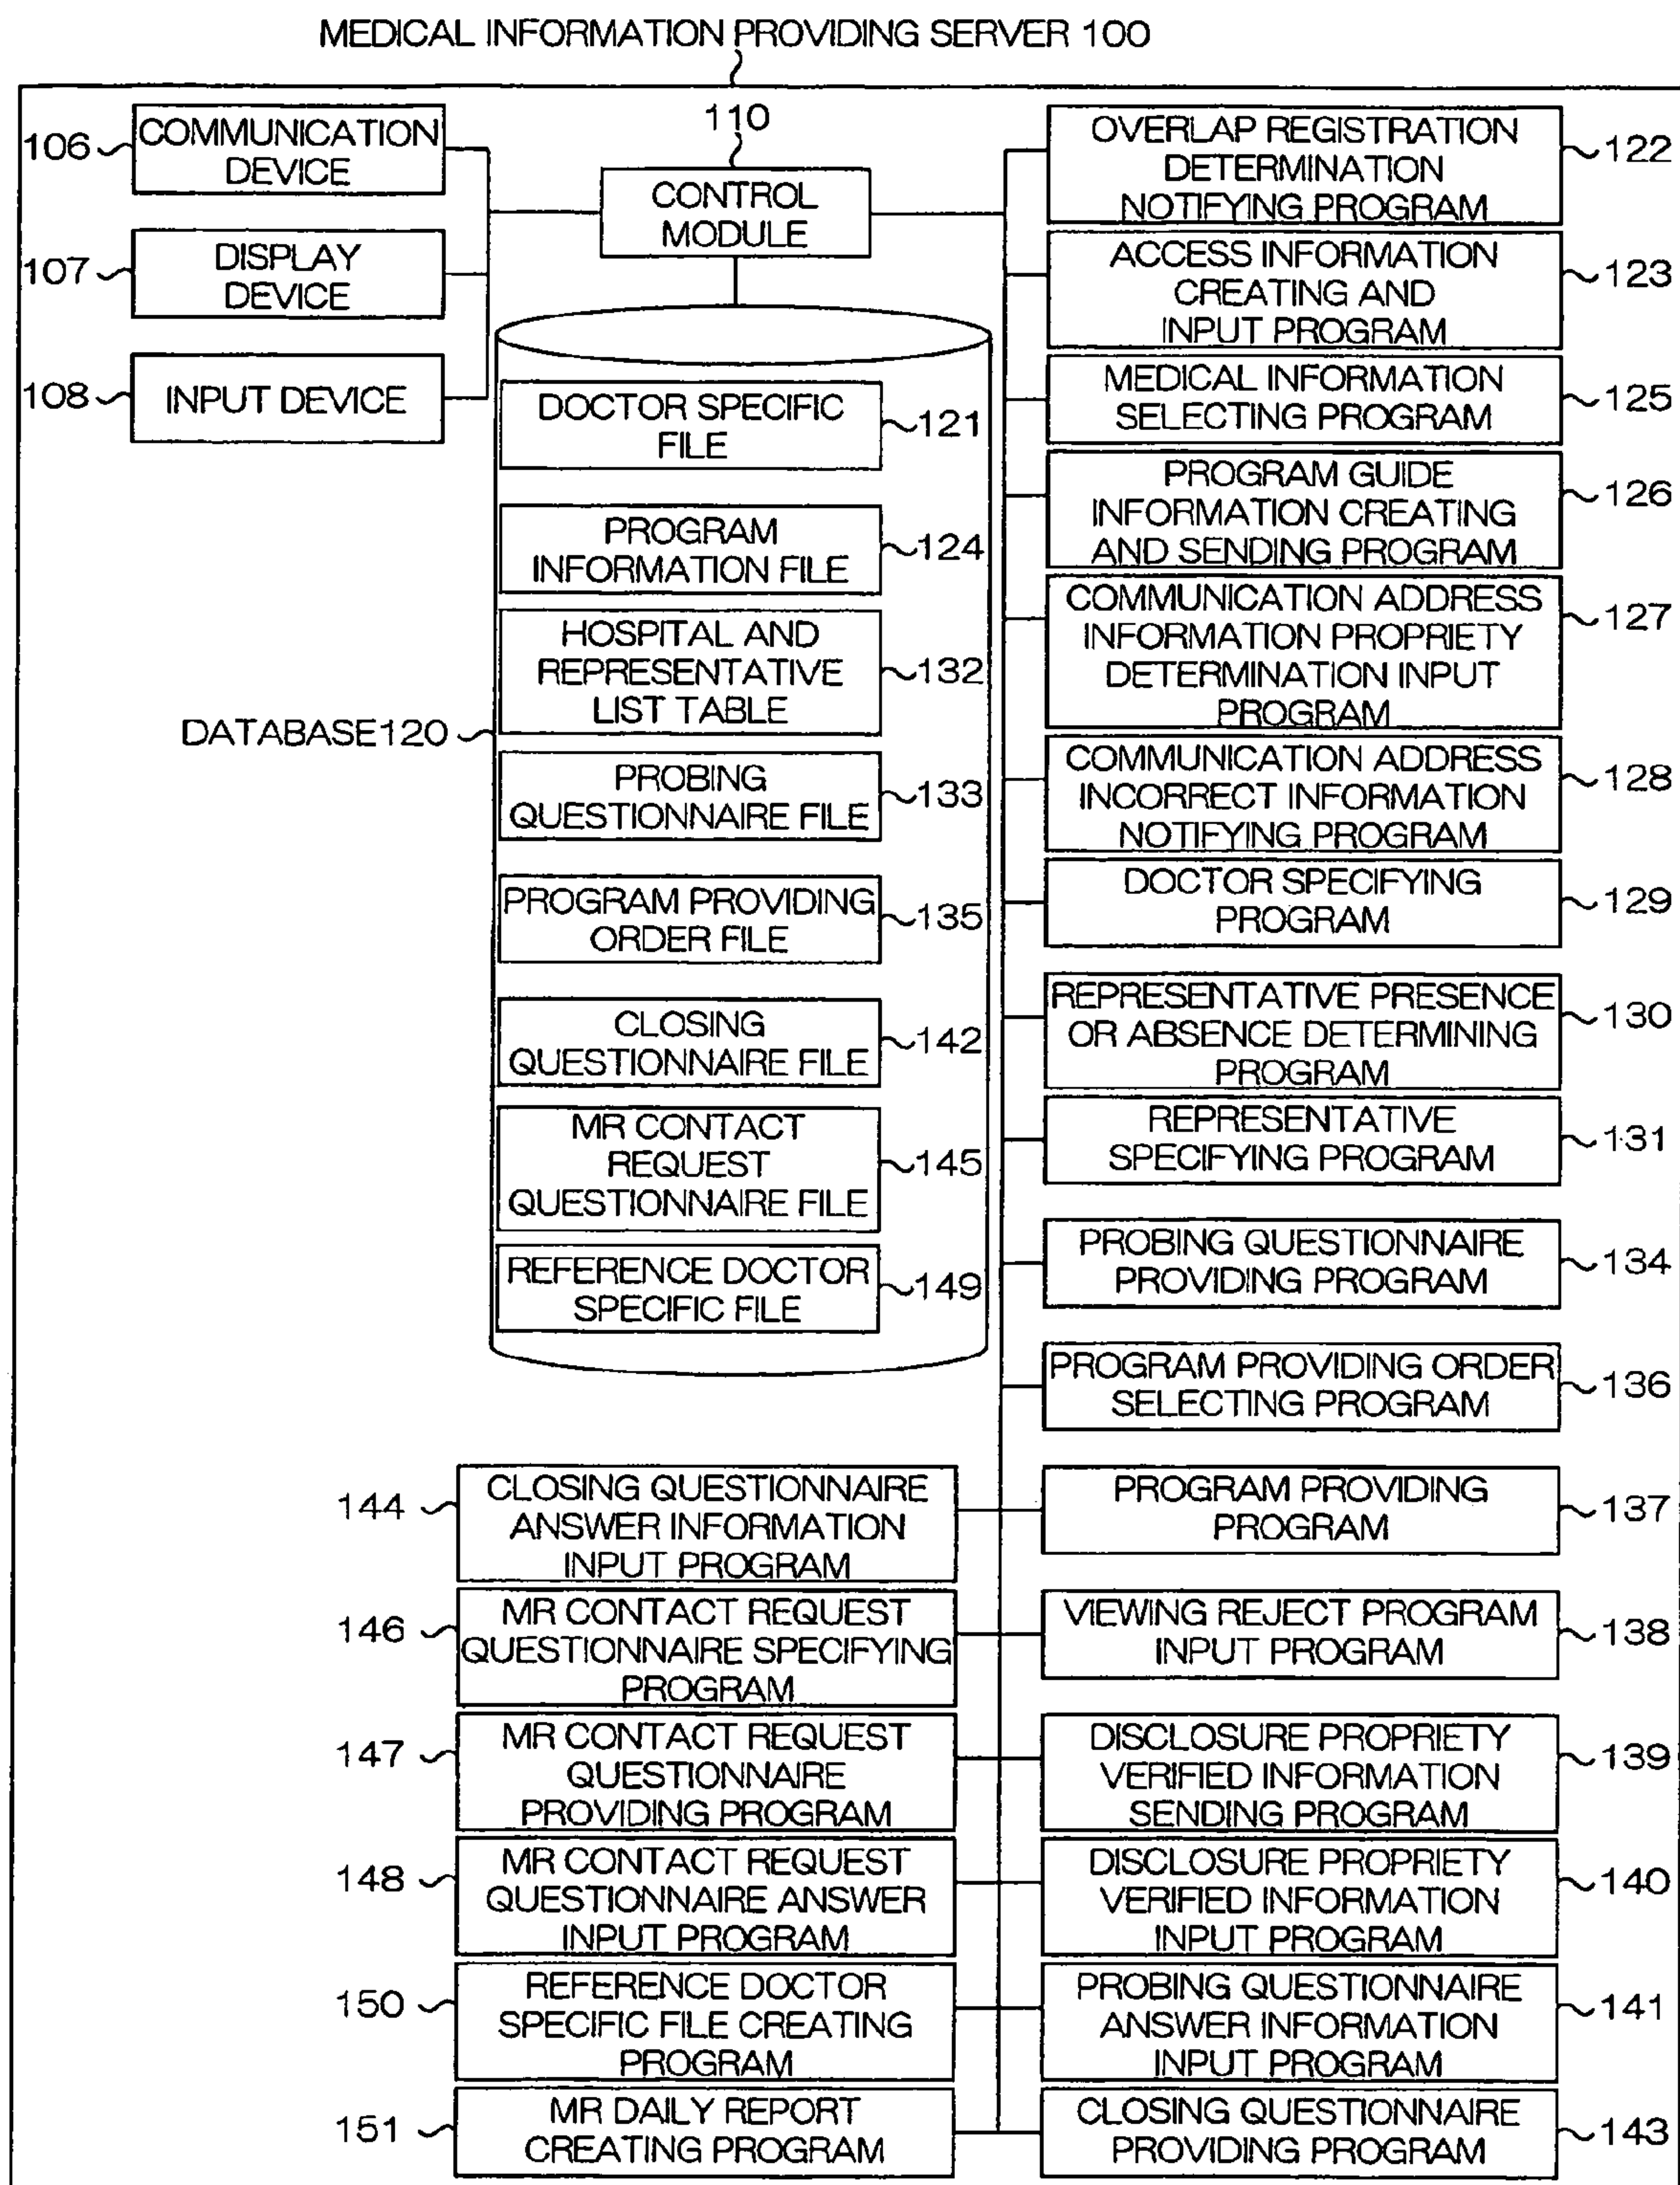 MEDICAL INFORMATION PROVIDING SERVER 100
106
COMMUNICATION
DEVICE
107
DISPLAY
DEVICE
108
INPUT DEVICE
110
CONTROL
MODULE
DATABASE120
DOCTOR SPECIFIC
FILE
121
PROGRAM
INFORMATION FILE
124
HOSPITAL AND
REPRESENTATIVE
LIST TABLE
132
PROBING
QUESTIONNAIRE FILE
133
PROGRAM PROVIDING
ORDER FILE
135
CLOSING
QUESTIONNAIRE FILE
142
MR CONTACT
REQUEST
QUESTIONNAIRE FILE
145
REFERENCE DOCTOR
SPECIFIC FILE
149
OVERLAP REGISTRATION
DETERMINATION
NOTIFYING PROGRAM
122
ACCESS INFORMATION
CREATING AND
INPUT PROGRAM
123
MEDICAL INFORMATION
SELECTING PROGRAM
125
PROGRAM GUIDE
INFORMATION CREATING
AND SENDING PROGRAM
126
COMMUNICATION ADDRESS
INFORMATION PROPRIETY
DETERMINATION INPUT
PROGRAM
127
COMMUNICATION ADDRESS
INCORRECT INFORMATION
NOTIFYING PROGRAM
128
DOCTOR SPECIFYING
PROGRAM
129
REPRESENTATIVE PRESENCE
OR ABSENCE DETERMINING
PROGRAM
130
REPRESENTATIVE
SPECIFYING PROGRAM
131
PROBING QUESTIONNAIRE
PROVIDING PROGRAM
134
PROGRAM PROVIDING ORDER
SELECTING PROGRAM
136
144
CLOSING QUESTIONNAIRE
ANSWER INFORMATION
INPUT PROGRAM
PROGRAM PROVIDING
PROGRAM
137
146
MR CONTACT REQUEST
QUESTIONNAIRE SPECIFYING
PROGRAM
VIEWING REJECT PROGRAM
INPUT PROGRAM
138
147
MR CONTACT REQUEST
QUESTIONNAIRE
PROVIDING PROGRAM
DISCLOSURE PROPRIETY
VERIFIED INFORMATION
SENDING PROGRAM
139
148
MR CONTACT REQUEST
QUESTIONNAIRE ANSWER
INPUT PROGRAM
DISCLOSURE PROPRIETY
VERIFIED INFORMATION
INPUT PROGRAM
140
150
REFERENCE DOCTOR
SPECIFIC FILE CREATING
PROGRAM
PROBING QUESTIONNAIRE
ANSWER INFORMATION
INPUT PROGRAM
141
151
MR DAILY REPORT
CREATING PROGRAM
CLOSING QUESTIONNAIRE
PROVIDING PROGRAM
143